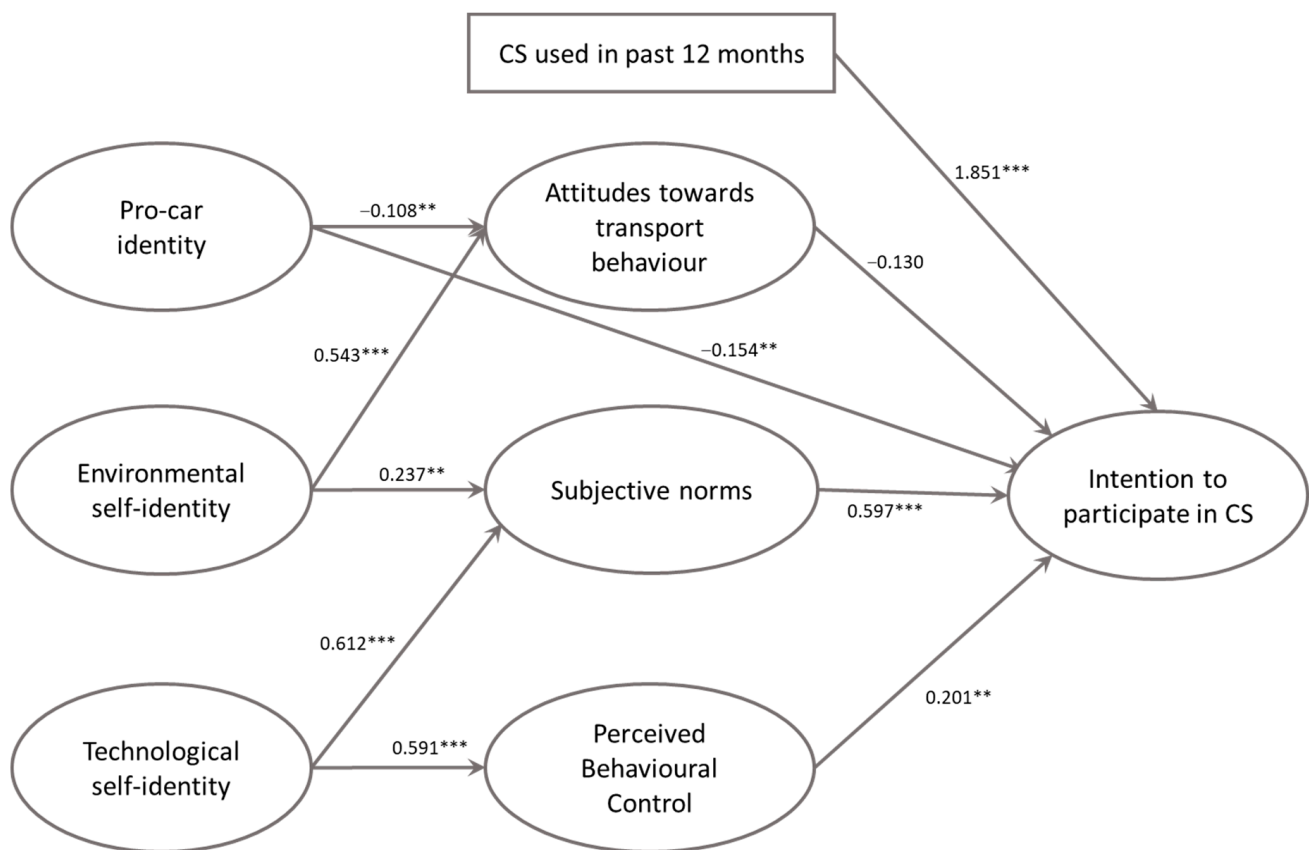 CS used in past 12 months
1.851***
Pro-car
identity
−0.108**
Attitudes towards
transport
behaviour
−0.130
0.543***
−0.154**
Environmental
self-identity
0.237**
Subjective norms
0.597***
Intention to
participate in CS
0.612***
0.201**
Technological
self-identity
0.591***
Perceived
Behavioural
Control